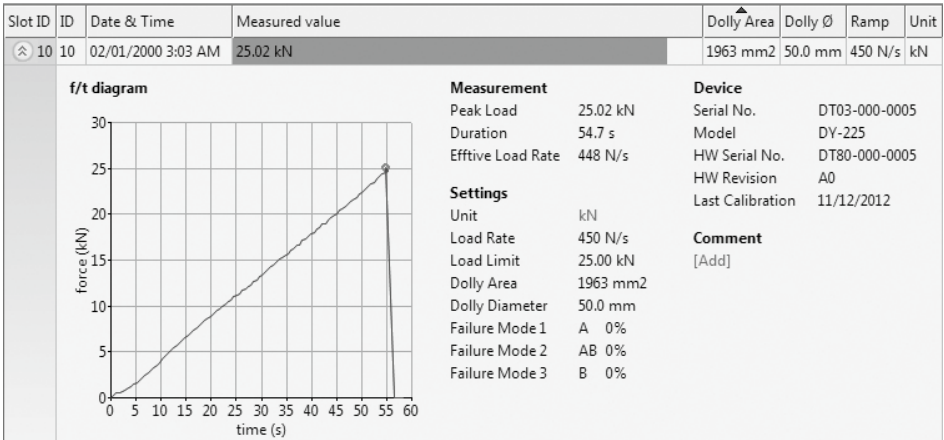 Slot ID ID Date & Time Measured value Dolly Area Dolly Ø Ramp Unit
10 10 02/01/2000 3:03 AM 25.02 kN 1963 mm2 50.0 mm 450 N/s kN
f/t diagram
30
25
20
15
10
5
0
force (kN)
0 5 10 15 20 25 30 35 40 45 50 55 60
time (s)
Measurement
Peak Load 25.02 kN
Duration 54.7 s
Efftive Load Rate 448 N/s
Settings
Unit kN
Load Rate 450 N/s
Load Limit 25.00 kN
Dolly Area 1963 mm2
Dolly Diameter 50.0 mm
Failure Mode 1 A 0%
Failure Mode 2 AB 0%
Failure Mode 3 B 0%
Device
Serial No. DT03-000-0005
Model DY-225
HW Serial No. DT80-000-0005
HW Revision A0
Last Calibration 11/12/2012
Comment
[Add]